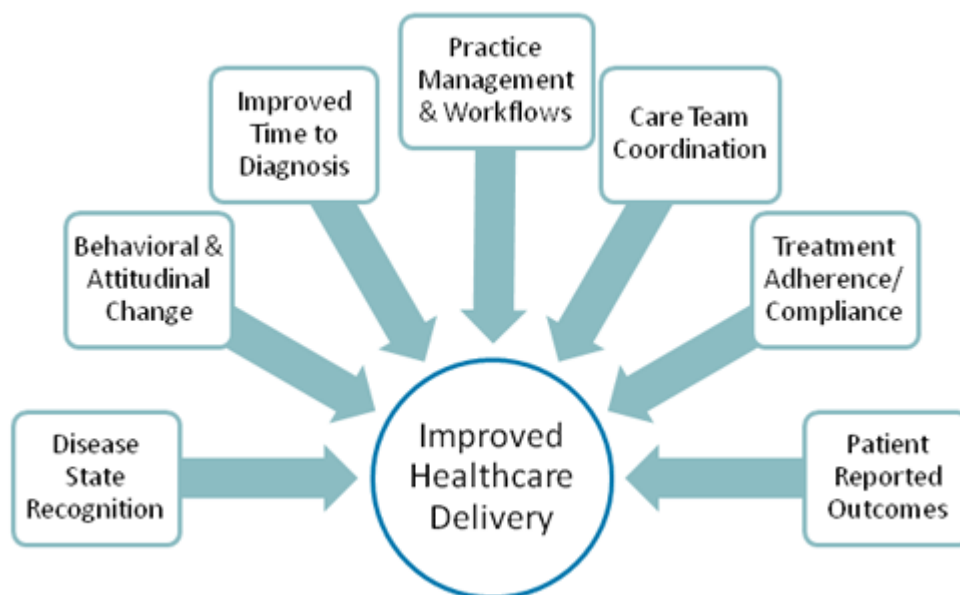 Practice
Management
& Workflows
Improved
Time to
Diagnosis
Care Team
Coordination
Behavioral &
Attitudinal
Change
Treatment
Adherence/
Compliance
Disease
State
Recognition
Improved
Healthcare
Delivery
Patient
Reported
Outcomes